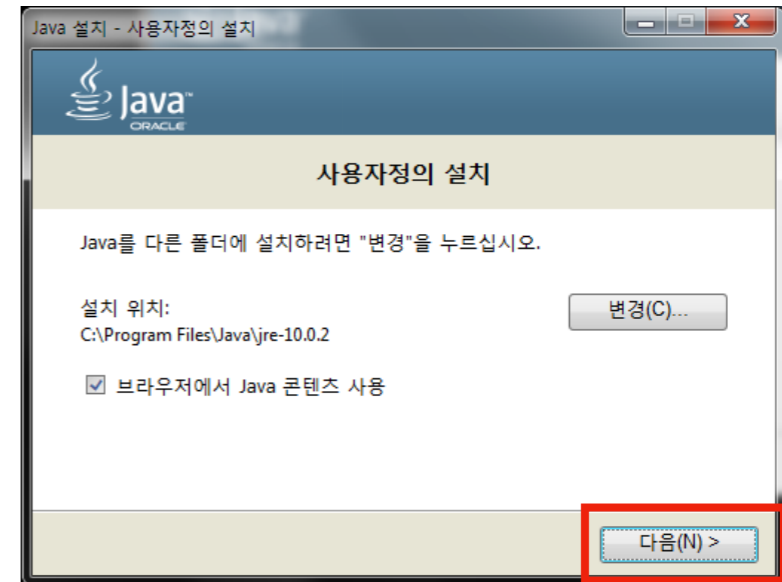 Java 설치 - 사용자정의 설치
Java™
ORACLE
사용자정의 설치
Java를 다른 폴더에 설치하려면 "변경"을 누르십시오.
설치 위치:
변경(C)...
C:\Program Files\Java\jre-10.0.2
브라우저에서 Java 콘텐츠 사용
다음(N) >